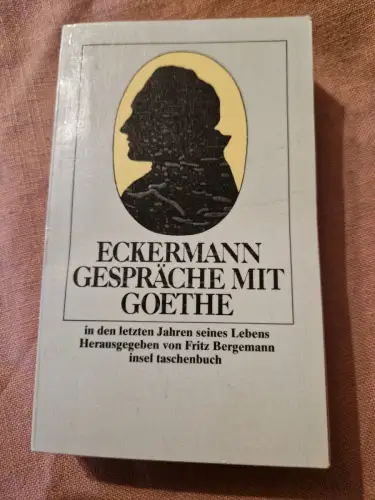 ECKERMANN
GESPRÄCHE MIT
GOETHE
in den letzten Jahren seines Lebens
Herausgegeben von Fritz Bergemann
insel taschenbuch